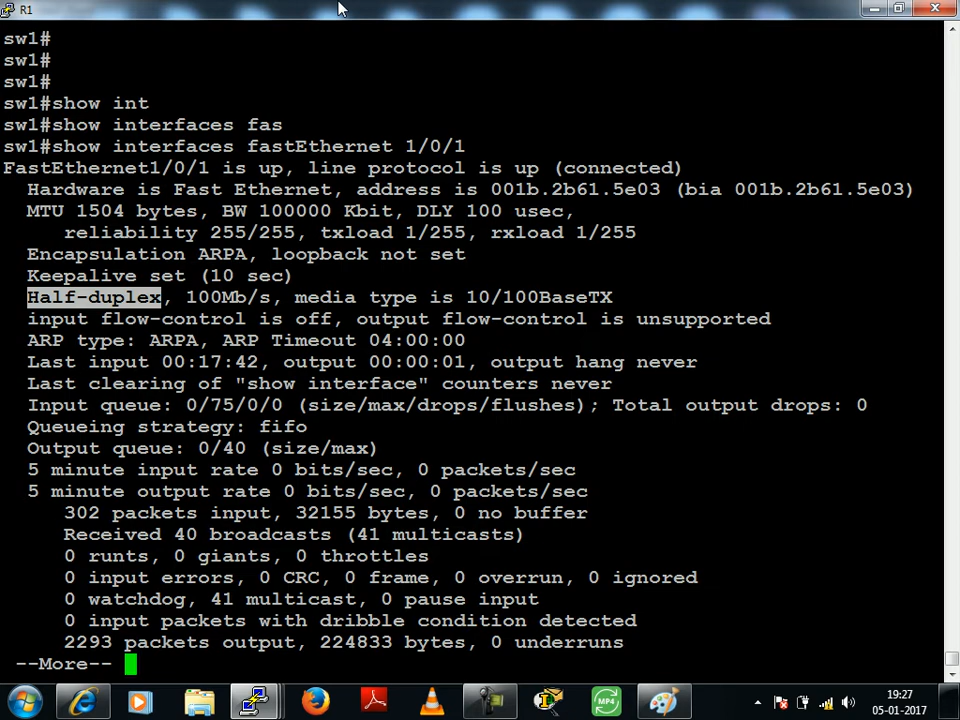 R1
sw1#
sw1#
sw1#
sw1#show int
sw1#show interfaces fas
sw1#show interfaces fastEthernet 1/0/1
FastEthernet1/0/1 is up, line protocol is up (connected)
Hardware is Fast Ethernet, address is 001b.2b61.5e03 (bia 001b.2b61.5e03)
MTU 1504 bytes, BW 100000 Kbit, DLY 100 usec,
reliability 255/255, txload 1/255, rxload 1/255
Encapsulation ARPA, loopback not set
Keepalive set (10 sec)
Half-duplex, 100Mb/s, media type is 10/100BaseTX
input flow-control is off, output flow-control is unsupported
ARP type: ARPA, ARP Timeout 04:00:00
Last input 00:17:42, output 00:00:01, output hang never
Last clearing of "show interface" counters never
Input queue: 0/75/0/0 (size/max/drops/flushes); Total output drops: 0
Queueing strategy: fifo
Output queue: 0/40 (size/max)
5 minute input rate 0 bits/sec, 0 packets/sec
5 minute output rate 0 bits/sec, 0 packets/sec
302 packets input, 32155 bytes, 0 no buffer
Received 40 broadcasts (41 multicasts)
0 runts, 0 giants, 0 throttles
0 input errors, 0 CRC, 0 frame, 0 overrun, 0 ignored
0 watchdog, 41 multicast, 0 pause input
0 input packets with dribble condition detected
2293 packets output, 224833 bytes, 0 underruns
--More--
MP4
19:27
05-01-2017